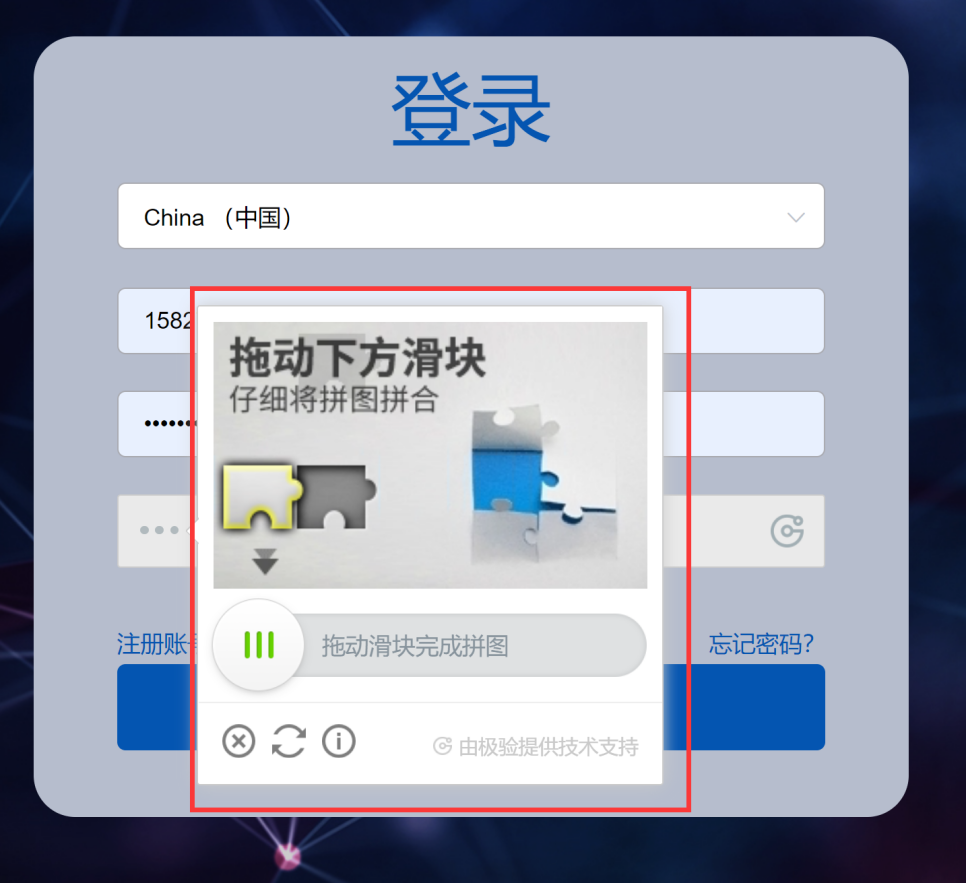 登录
China （中国）
1582
拖动下方滑块
仔细将拼图拼合
注册账
忘记密码?
拖动滑块完成拼图
由极验提供技术支持